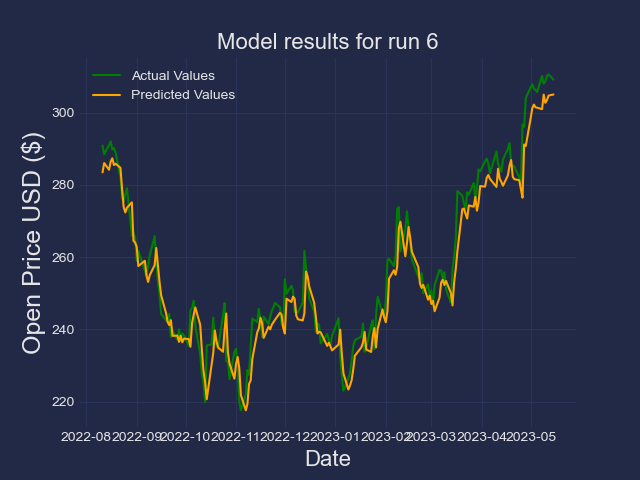 Model results for run 6
Actual Values
Predicted Values
300
280
260
240
220
Open Price USD ($)
2022-08 2022-09 2022-10 2022-11 2022-12 2023-01 2023-02 2023-03 2023-04 2023-05
Date